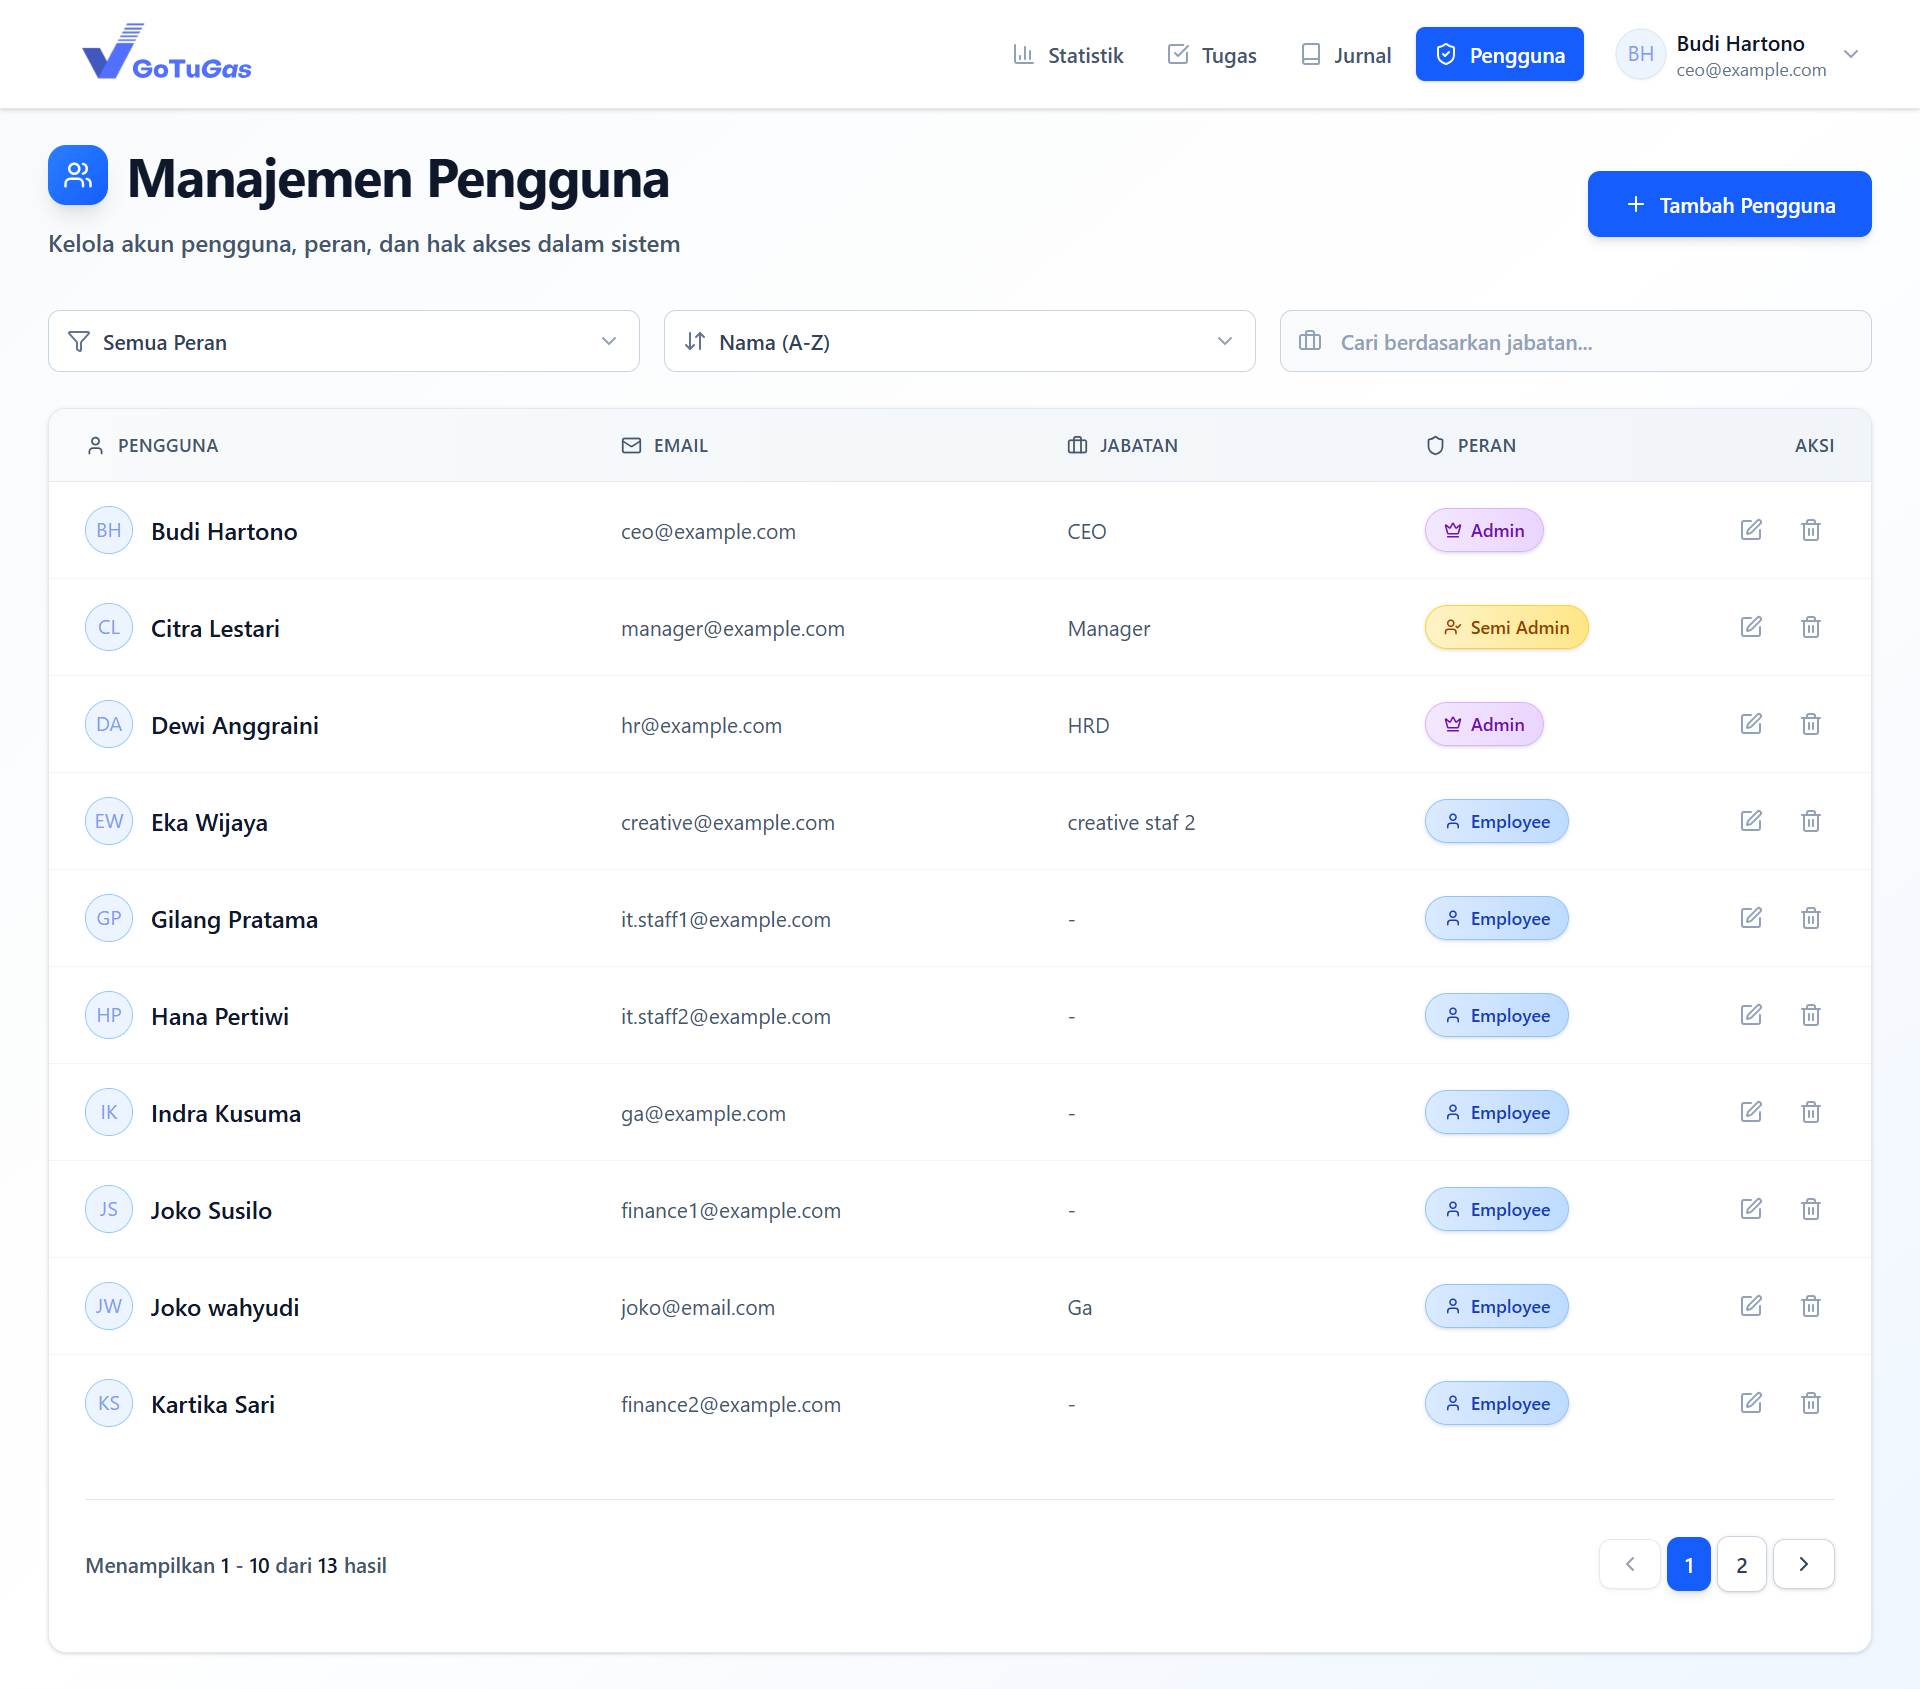 GoTuGas
Statistik
Tugas
Jurnal
Pengguna
BH
Budi Hartono
ceo@example.com
Manajemen Pengguna
Kelola akun pengguna, peran, dan hak akses dalam sistem
Tambah Pengguna
Semua Peran
Nama (A-Z)
Cari berdasarkan jabatan...
PENGGUNA EMAIL JABATAN PERAN AKSI
BH Budi Hartono ceo@example.com CEO Admin
CL Citra Lestari manager@example.com Manager Semi Admin
DA Dewi Anggraini hr@example.com HRD Admin
EW Eka Wijaya creative@example.com creative staf 2 Employee
GP Gilang Pratama it.staff1@example.com - Employee
HP Hana Pertiwi it.staff2@example.com - Employee
IK Indra Kusuma ga@example.com - Employee
JS Joko Susilo finance1@example.com - Employee
JW Joko wahyudi joko@email.com Ga Employee
KS Kartika Sari finance2@example.com - Employee
Menampilkan 1 - 10 dari 13 hasil
1 2